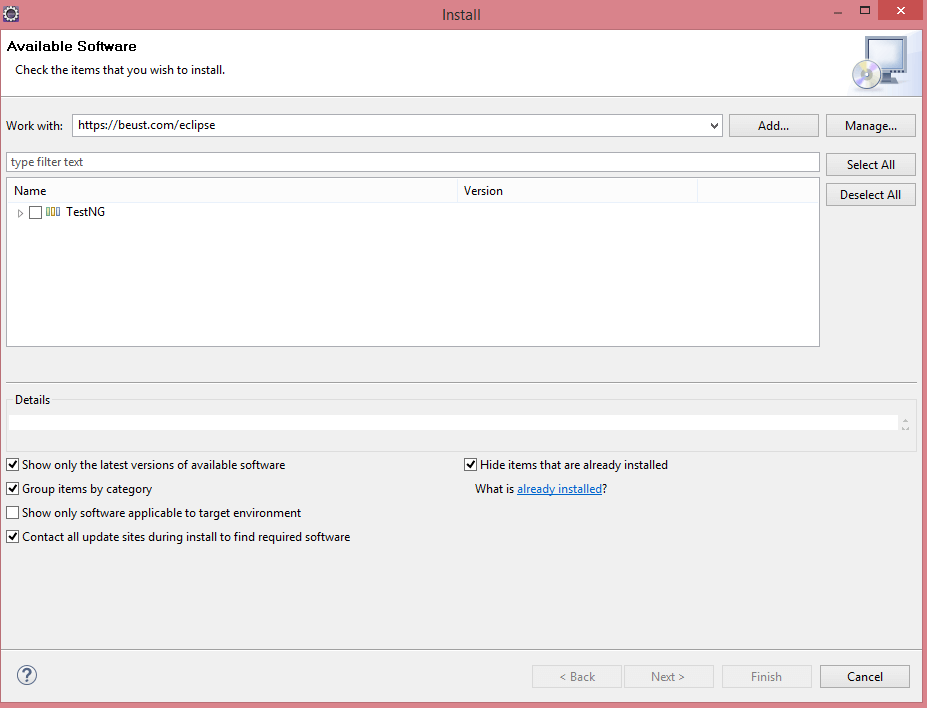 Install
Available Software
Check the items that you wish to install.
Work with: https://beust.com/eclipse Add... Manage...
type filter text Select All
Name Version Deselect All
TestNG
Details
Show only the latest versions of available software Hide items that are already installed
Group items by category What is already installed?
Show only software applicable to target environment
Contact all update sites during install to find required software
? < Back Next > Finish Cancel